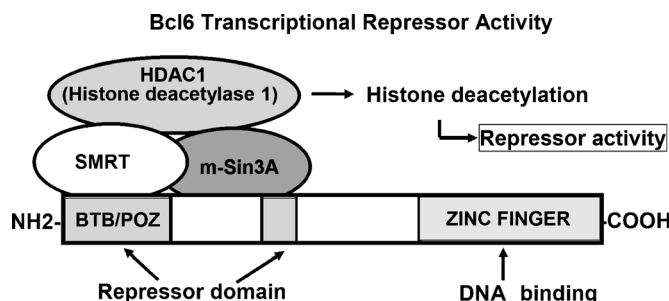 Bcl6 Transcriptional Repressor Activity
HDAC1
(Histone deacetylase 1)
Histone deacetylation
Repressor activity
SMRT
m-Sin3A
NH2-
BTB/POZ
ZINC FINGER
-COOH
Repressor domain
DNA binding